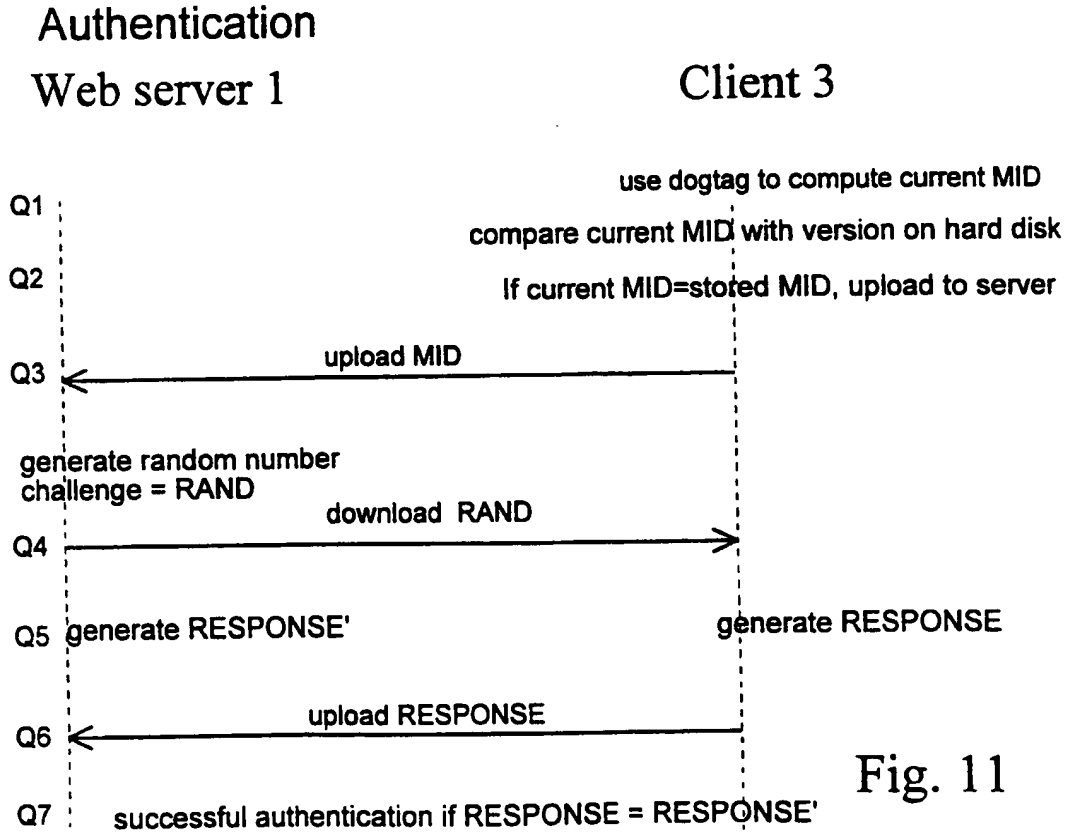 Authentication
Web server 1
Client 3
use dogtag to compute current MID
Q1
compare current MID with version on hard disk
Q2
If current MID=stored MID, upload to server
upload MID
Q3
generate random number
challenge = RAND
download RAND
Q4
Q5 generate RESPONSE'
generate RESPONSE
upload RESPONSE
Q6
Fig. 11
Q7 successful authentication if RESPONSE = RESPONSE'